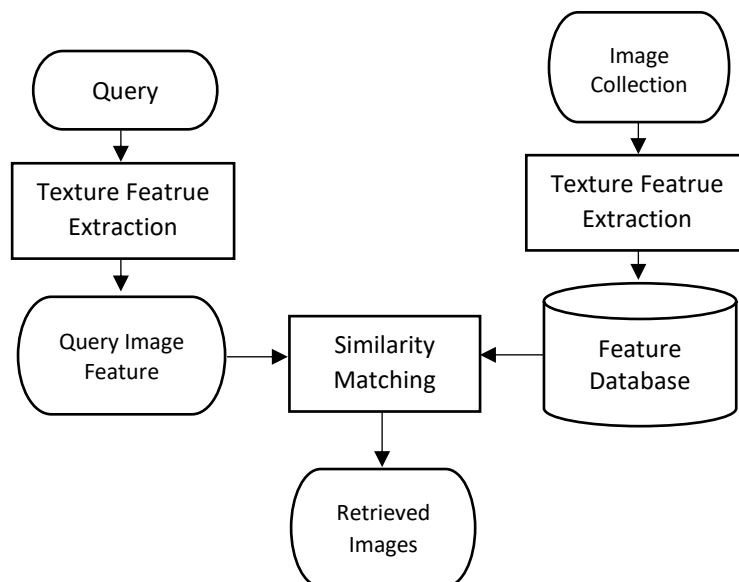 Query
Texture Featrue
Extraction
Query Image
Feature
Image
Collection
Texture Featrue
Extraction
Feature
Database
Similarity
Matching
Retrieved
Images